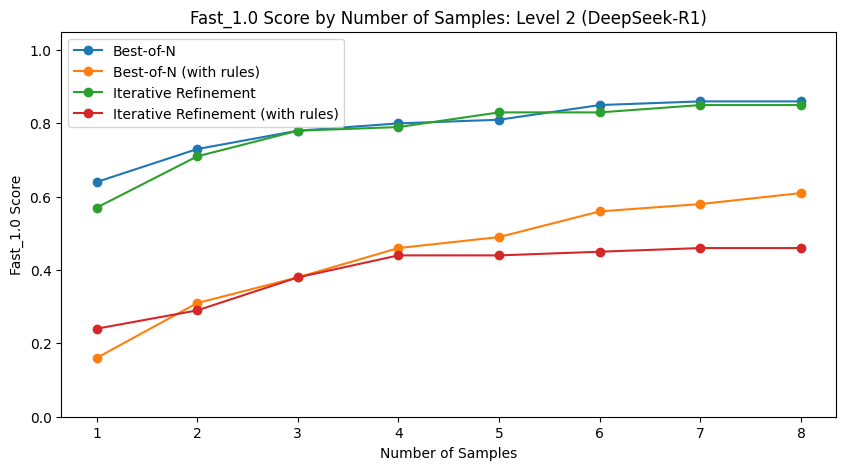 Fast_1.0 Score by Number of Samples: Level 2 (DeepSeek-R1)
Best-of-N
Best-of-N (with rules)
Iterative Refinement
Iterative Refinement (with rules)
Fast_1.0 Score
1.0
0.8
0.6
0.4
0.2
0.0
1 2 3 4 5 6 7 8
Number of Samples